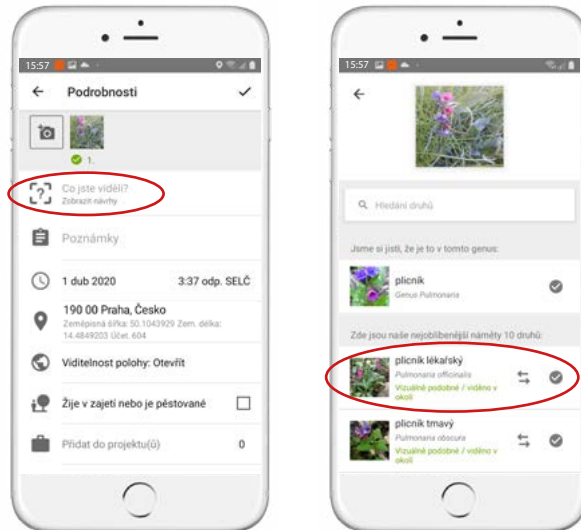 15:57
Podrobnosti
1.
Co jste viděli?
Zobrazit návrhy
Poznámky
1 dub 2020 3:37 odp. SELČ
190 00 Praha, Česko
Zeměpisná šířka: 50.1043929 Zem. délka:
14.4849203 Účet. 604
Viditelnost polohy: Otevřít
Žije v zajetí nebo je pěstované
Přidat do projektu(ů) 0
15:57
Hledání druhů
Jsme si jisti, že je to v tomto genus:
plicník
Genus Pulmonaria
Zde jsou naše nejoblíbenější náměty 10 druhů:
plicník lékařský
Pulmonaria officinalis
Vizuálně podobné / viděno v
okolí
plicník tmavý
Pulmonaria obscura
Vizuálně podobné / viděno v
okolí